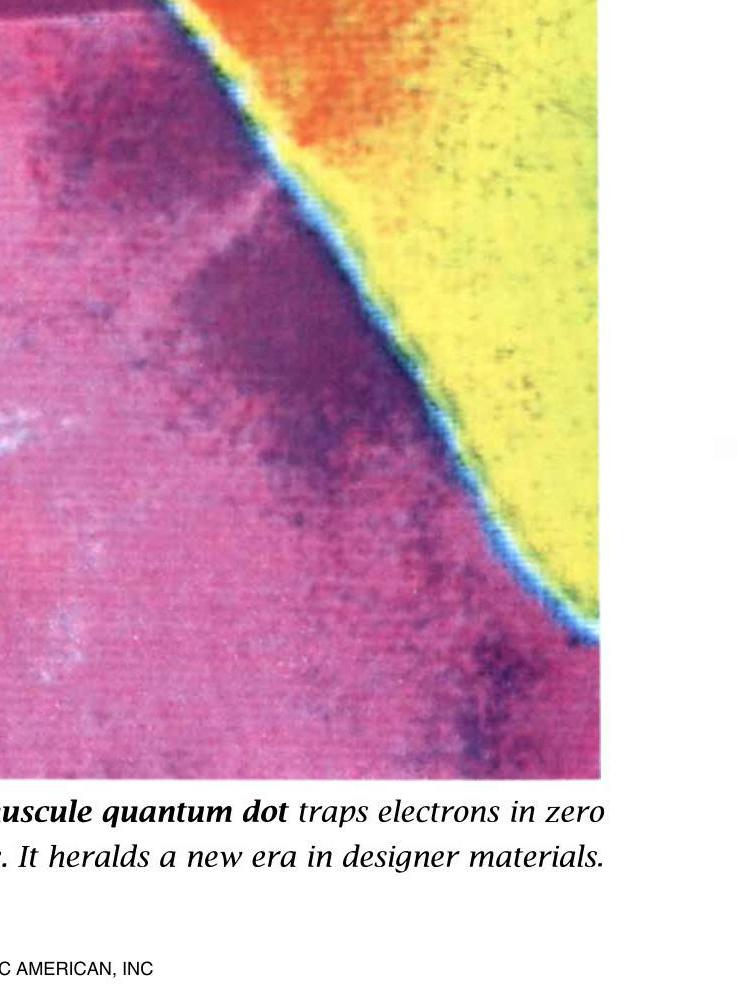 uscule quantum dot traps electrons in zero
. It heralds a new era in designer materials.
C AMERICAN, INC